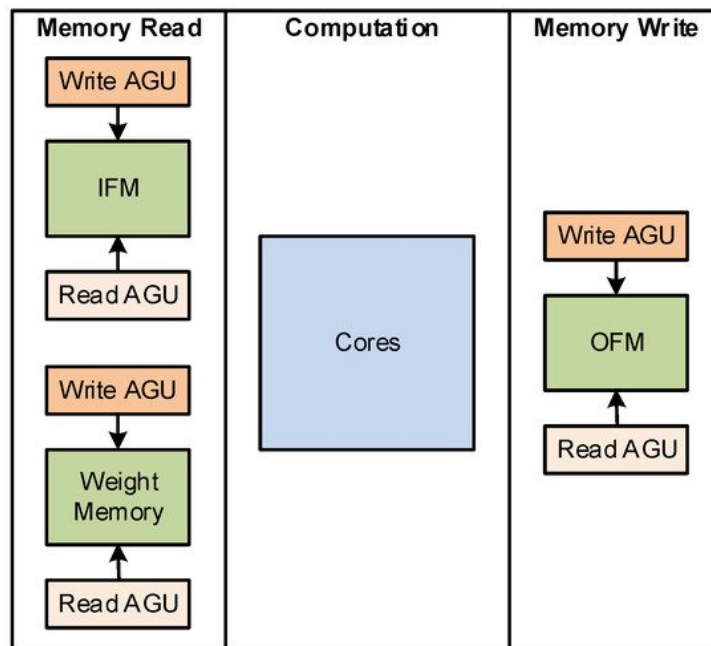 Memory Read
Computation
Memory Write
Write AGU
IFM
Read AGU
Write AGU
Weight
Memory
Read AGU
Cores
Write AGU
OFM
Read AGU